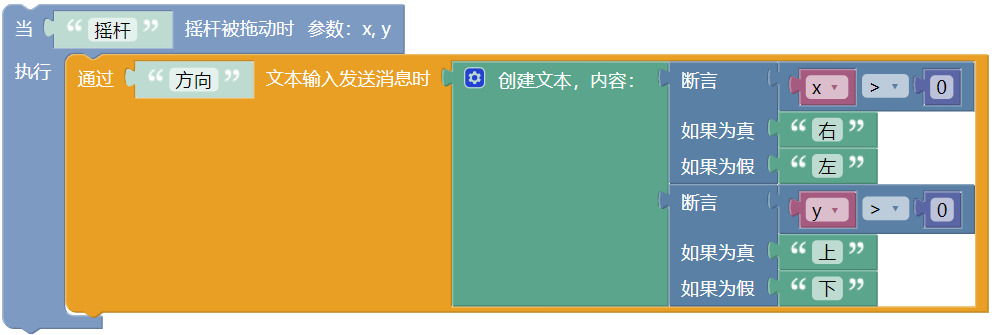 当 “摇杆” 摇杆被拖动时 参数：x, y
执行 通过 “方向” 文本输入发送消息时 创建文本，内容： 断言 x > 0
如果为真 “右”
如果为假 “左”
断言 y > 0
如果为真 “上”
如果为假 “下”